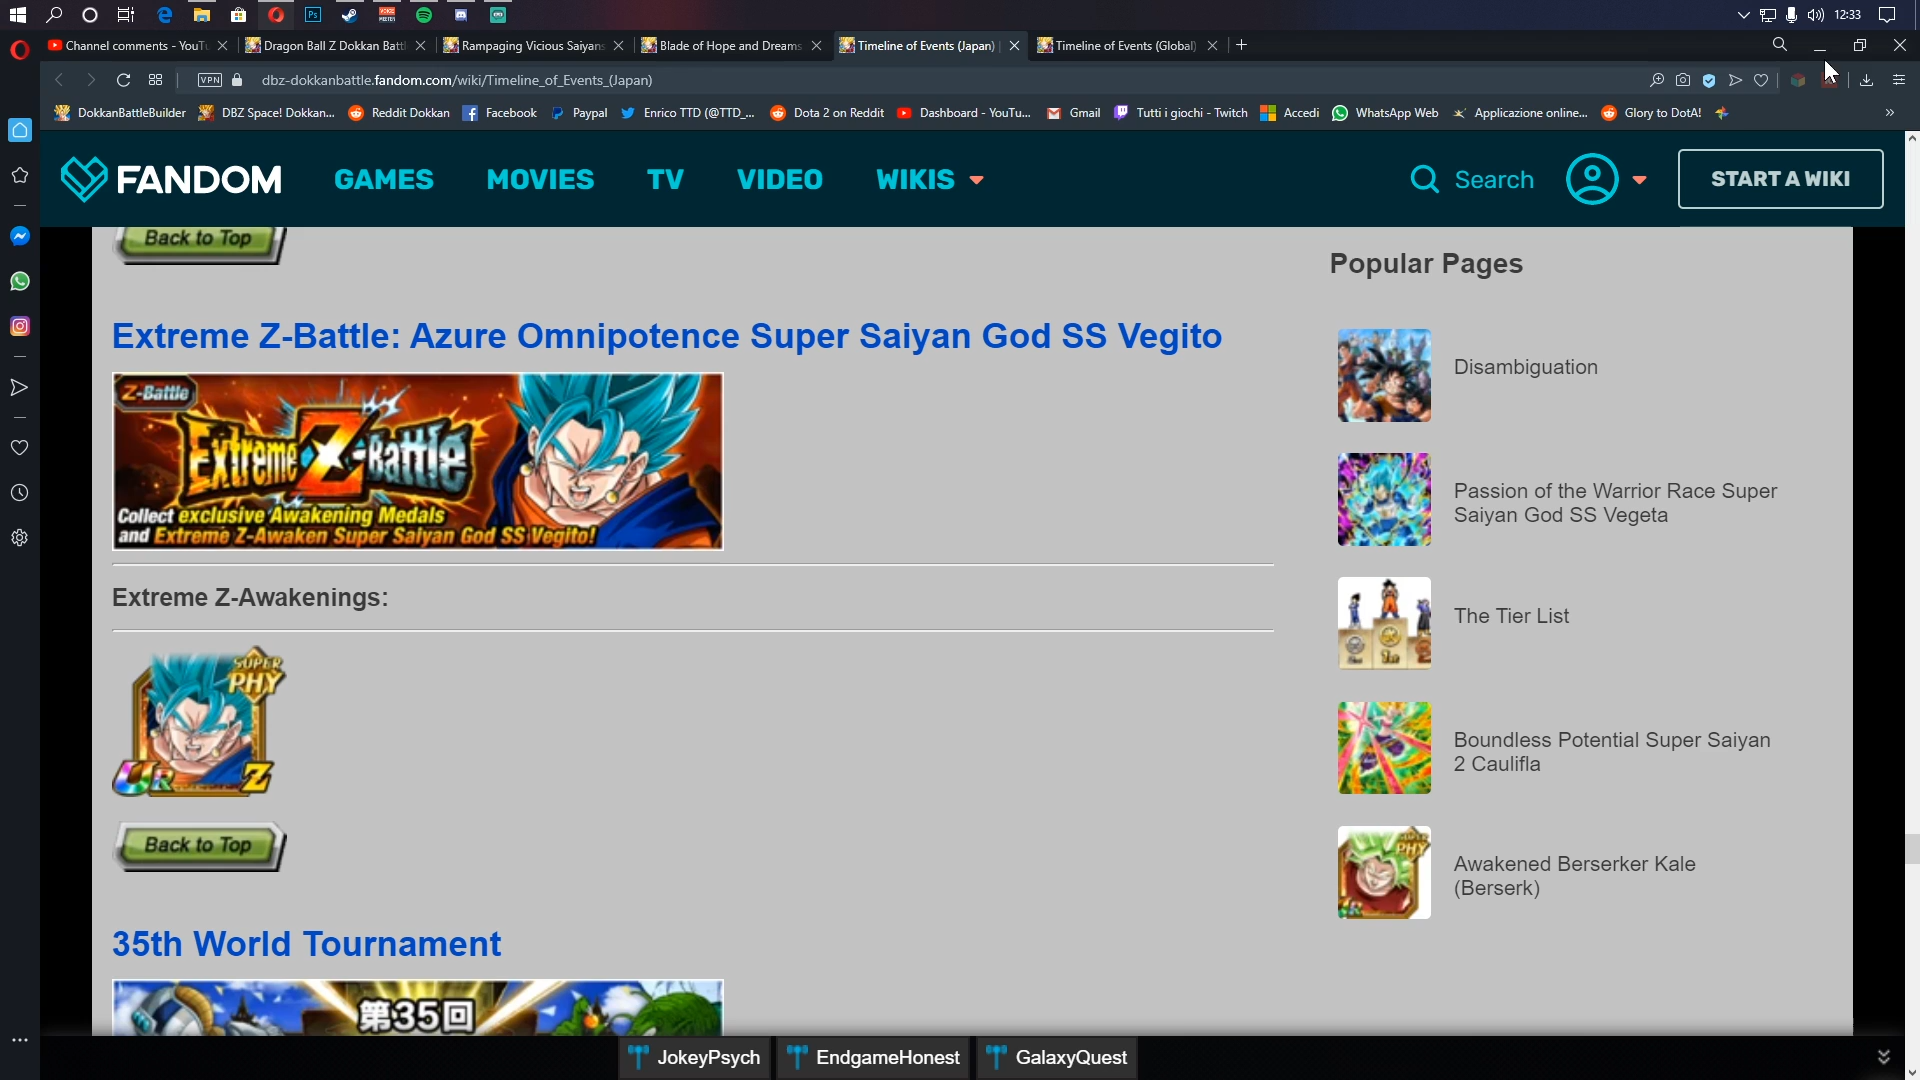 12:33
Channel comments - YouT
Dragon Ball Z Dokkan Batt
Rampaging Vicious Saiyans
Blade of Hope and Dreams
Timeline of Events (Japan)
Timeline of Events (Global)
VPN
dbz-dokkanbattle.fandom.com/wiki/Timeline_of_Events_(Japan)
DokkanBattleBuilder
DBZ Space! Dokkan...
Reddit Dokkan
Facebook
Paypal
Enrico TTD (@TTD_...
Dota 2 on Reddit
Dashboard - YouTu...
Gmail
Tutti i giochi - Twitch
Accedi
WhatsApp Web
Applicazione online...
Glory to DotA!
FANDOM
GAMES
MOVIES
TV
VIDEO
WIKIS
Search
START A WIKI
Back to Top
Extreme Z-Battle: Azure Omnipotence Super Saiyan God SS Vegito
Z-Battle
Extreme Z-Battle
Collect exclusive Awakening Medals
and Extreme Z-Awaken Super Saiyan God SS Vegito!
Extreme Z-Awakenings:
SUPER
PHY
UR
Z
Back to Top
35th World Tournament
第35回
Popular Pages
Disambiguation
Passion of the Warrior Race Super
Saiyan God SS Vegeta
The Tier List
Boundless Potential Super Saiyan
2 Caulifla
SUPER
PHY
UR
Awakened Berserker Kale
(Berserk)
JokeyPsych
EndgameHonest
GalaxyQuest